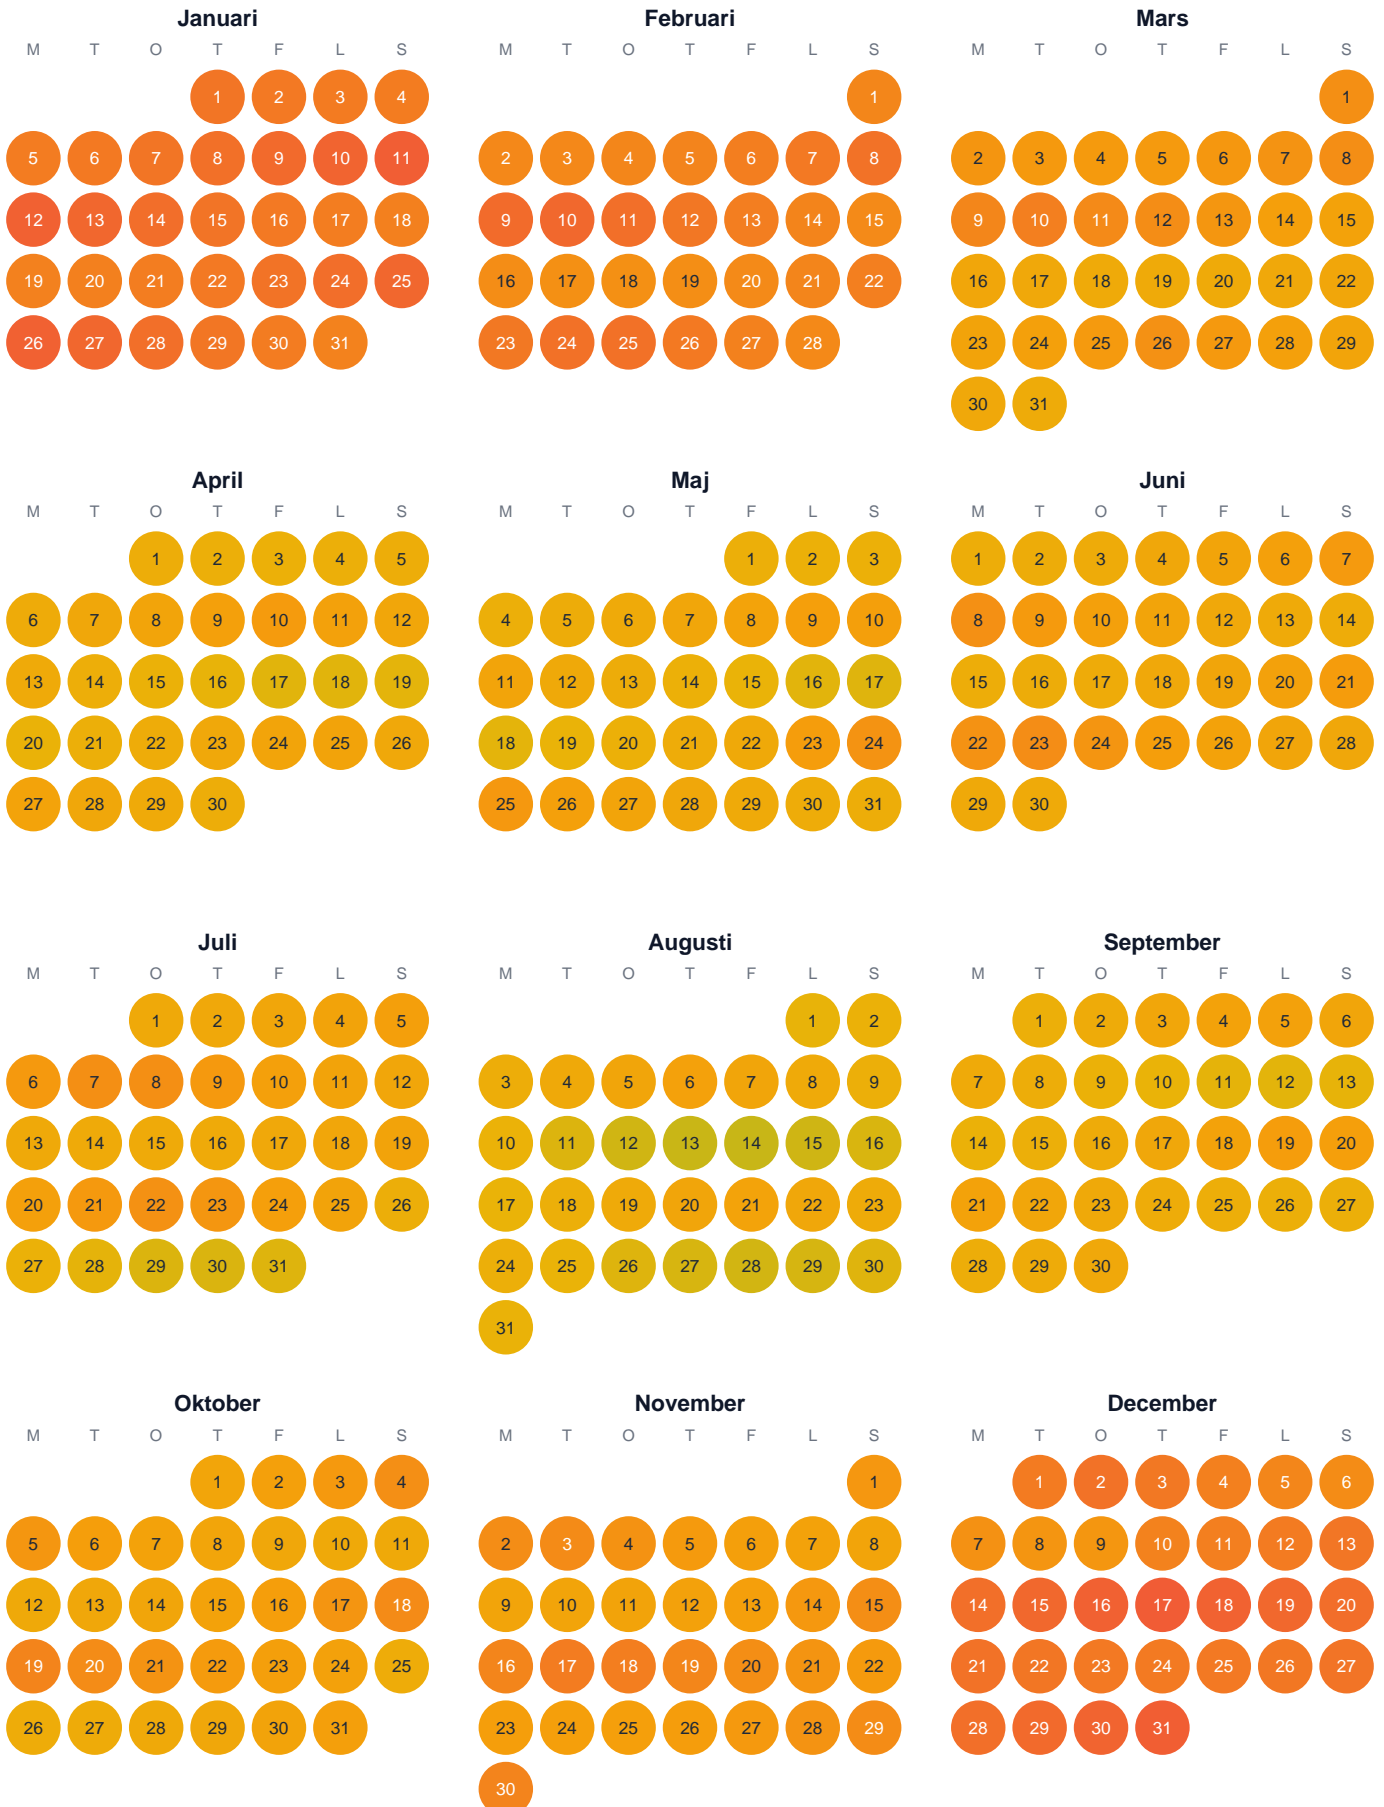 Januari Februari Mars
M T O T F L S M T O T F L S M T O T F L S
1 2 3 4 1 1
5 6 7 8 9 10 11 2 3 4 5 6 7 8 2 3 4 5 6 7 8
12 13 14 15 16 17 18 9 10 11 12 13 14 15 9 10 11 12 13 14 15
19 20 21 22 23 24 25 16 17 18 19 20 21 22 16 17 18 19 20 21 22
26 27 28 29 30 31 23 24 25 26 27 28 23 24 25 26 27 28 29
30 31
April Maj Juni
M T O T F L S M T O T F L S M T O T F L S
1 2 3 4 5 1 2 3 1 2 3 4 5 6 7
6 7 8 9 10 11 12 4 5 6 7 8 9 10 8 9 10 11 12 13 14
13 14 15 16 17 18 19 11 12 13 14 15 16 17 15 16 17 18 19 20 21
20 21 22 23 24 25 26 18 19 20 21 22 23 24 22 23 24 25 26 27 28
27 28 29 30 25 26 27 28 29 30 31 29 30
Juli Augusti September
M T O T F L S M T O T F L S M T O T F L S
1 2 3 4 5 1 2 1 2 3 4 5 6
6 7 8 9 10 11 12 3 4 5 6 7 8 9 7 8 9 10 11 12 13
13 14 15 16 17 18 19 10 11 12 13 14 15 16 14 15 16 17 18 19 20
20 21 22 23 24 25 26 17 18 19 20 21 22 23 21 22 23 24 25 26 27
27 28 29 30 31 24 25 26 27 28 29 30 28 29 30
31
Oktober November December
M T O T F L S M T O T F L S M T O T F L S
1 2 3 4 1 1 2 3 4 5 6
5 6 7 8 9 10 11 2 3 4 5 6 7 8 7 8 9 10 11 12 13
12 13 14 15 16 17 18 9 10 11 12 13 14 15 14 15 16 17 18 19 20
19 20 21 22 23 24 25 16 17 18 19 20 21 22 21 22 23 24 25 26 27
26 27 28 29 30 31 23 24 25 26 27 28 29 28 29 30 31
30